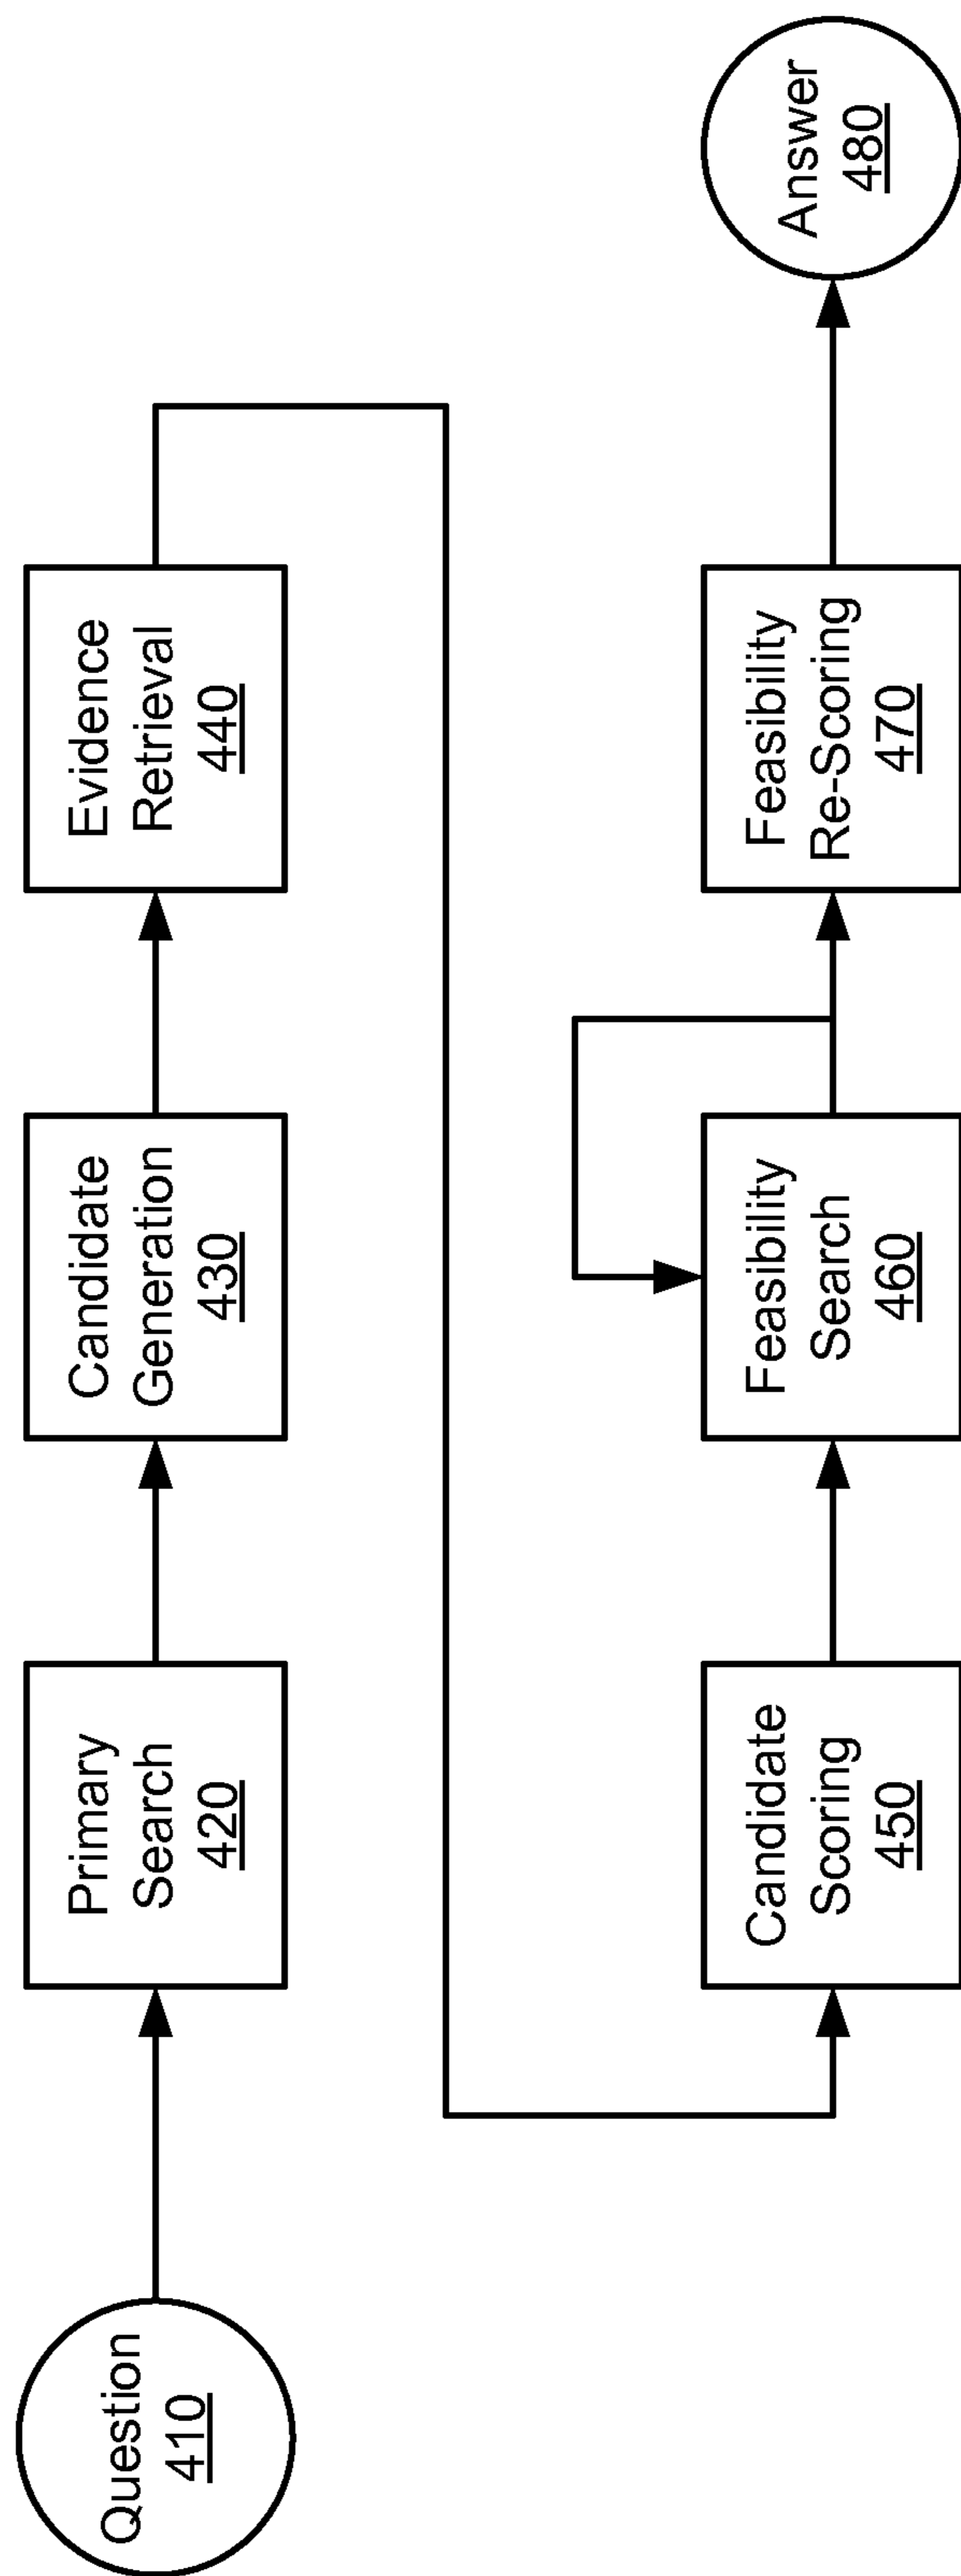 Question
410
Primary
Search
420
Candidate
Generation
430
Evidence
Retrieval
440
Candidate
Scoring
450
Feasibility
Search
460
Feasibility
Re-Scoring
470
Answer
480